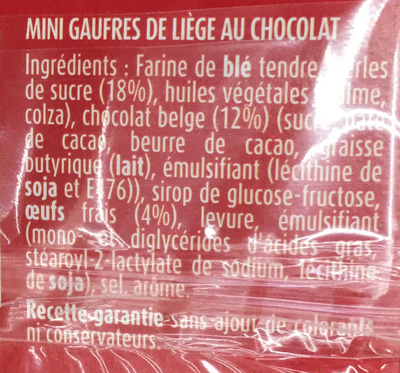 MINI GAUFRES DE LIÈGE AU CHOCOLAT
Ingrédients : Farine de blé tendre, perles
de sucre (18%), huiles végétales (palme,
colza), chocolat belge (12%) (sucre, pâte
de cacao, beurre de cacao, graisse
butyrique (lait), émulsifiant (lécithine de
soja et E476)), sirop de glucose-fructose,
œufs frais (4%), levure, émulsifiant
(mono- et diglycérides d'acides gras,
stéaroyl-2-lactylate de sodium, lécithine
de soja), sel, arôme.
Recette garantie sans ajout de colorants
ni conservateurs.